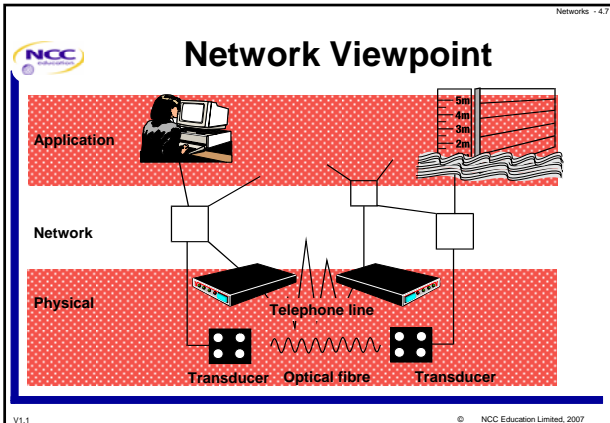 Networks - 4.7
NCC
education
Network Viewpoint
5m
4m
3m
2m
Application
Network
Physical
Telephone line
Transducer Optical fibre Transducer
V1.1 © NCC Education Limited, 2007